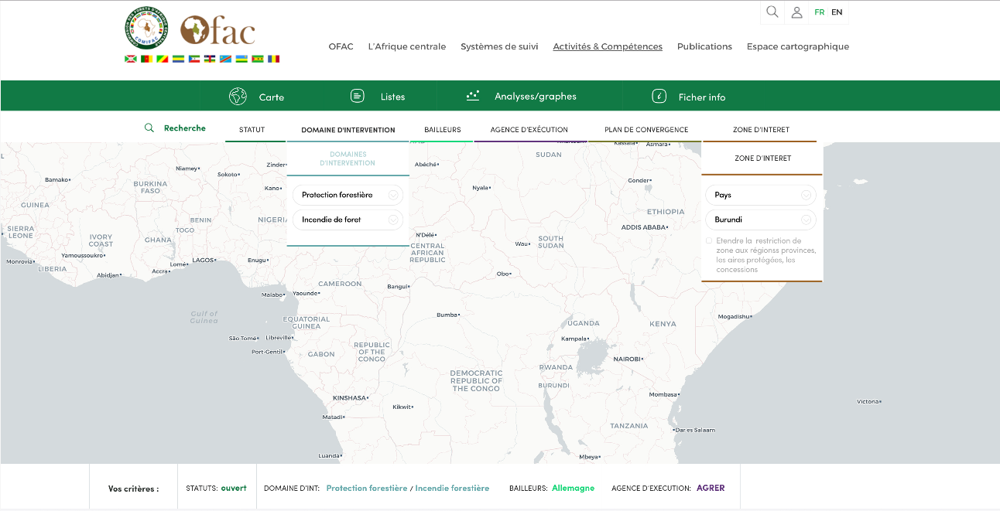 COMMISSION DES FORETS D'AFRIQUE CENTRALE
COMIFAC
Ofac
FR EN
OFAC L'Afrique centrale Systèmes de suivi Activités & Compétences Publications Espace cartographique
Carte Listes Analyses/graphes Ficher info
Recherche STATUT DOMAINE D'INTERVENTION BAILLEURS AGENCE D'EXÉCUTION PLAN DE CONVERGENCE ZONE D'INTERET
DOMAINES
D'INTERVENTION
Protection forestière
Incendie de foret
ZONE D'INTERET
Pays
Burundi
Etendre la restriction de
zone aux régionss provinces,
les aires protégées, les
concessions
Kassala
Asmara
SUDAN
Niamey
Zinder
Abéché
Bamako
Sokoto
Gonder
BURKINA
FASO
Kano
Nyala
GUINEA
ETHIOPIA
BENIN
NIGERIA
ADDIS ABABA
SIERRA
LEONE
TOGO
IVORY
COAST
GHANA
N'Délé
SOUTH
SUDAN
Wau
CENTRAL
AFRICAN
REPUBLIC
Yamoussoukro
Monrovia
LIBERIA
Lomé
LAGOS
Enugu
Abidjan
Accra
Obo
CAMEROON
Bangui
Malabo
Yaounde
Gulf of
Guinea
Bumba
Mogadishu
EQUATORIAL
GUINEA
UGANDA
KENYA
São Tomé
Libreville
Kampala
REPUBLIC
OF THE
CONGO
Port-Gentil
GABON
NAIROBI
RWANDA
DEMOCRATIC
REPUBLIC OF
THE CONGO
BURUNDI
KINSHASA
Kikwit
Mombasa
Victoria
Matadi
TANZANIA
Dar es Salaam
Luanda
Mbeya
Vos critères : STATUTS: ouvert DOMAINE D'INT: Protection forestière / Incendie forestière BAILLEURS: Allemagne AGENCE D'EXECUTION: AGRER